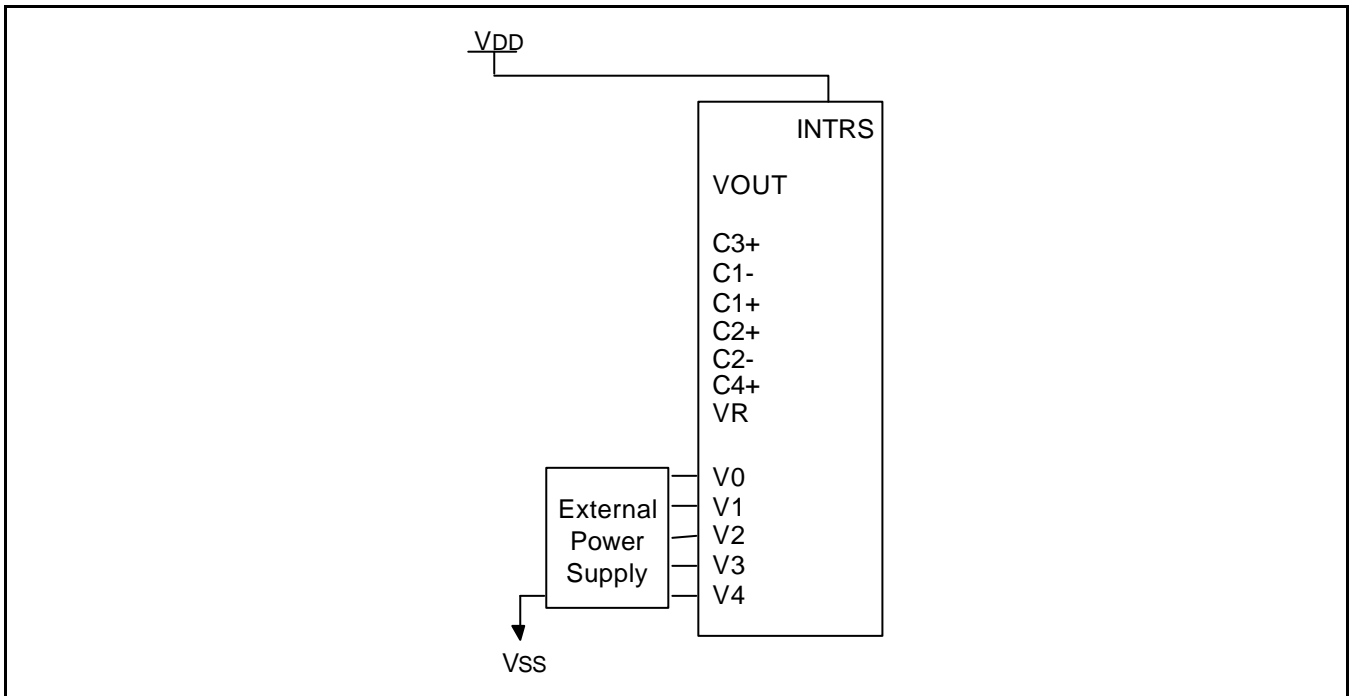 VDD
INTRS
VOUT
C3+
C1-
C1+
C2+
C2-
C4+
VR
V0
V1
V2
V3
V4
External
Power
Supply
VSS